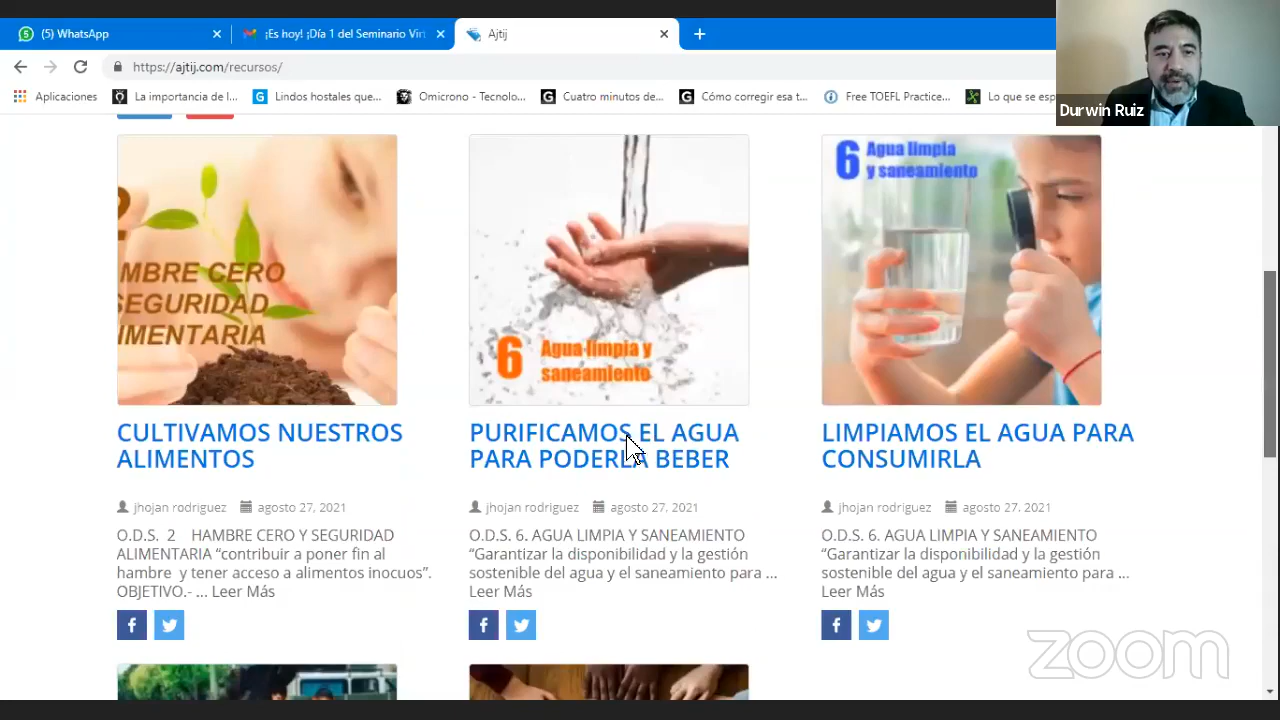 5
(5) WhatsApp
¡Es hoy! ¡Día 1 del Seminario Virt
Ajtij
https://ajtij.com/recursos/
Aplicaciones
La importancia de l...
Lindos hostales que...
Omicrono - Tecnolo...
Cuatro minutos de...
Cómo corregir esa t...
Free TOEFL Practice...
Lo que se esp
Durwin Ruiz
MBRE CERO
SEGURIDAD
IMENTARIA
6 Agua limpia y
saneamiento
6 Agua limpia
y saneamiento
CULTIVAMOS NUESTROS
ALIMENTOS
jhojan rodriguez agosto 27, 2021
O.D.S. 2 HAMBRE CERO Y SEGURIDAD
ALIMENTARIA “contribuir a poner fin al
hambre y tener acceso a alimentos inocuos”.
OBJETIVO.- ... Leer Más
PURIFICAMOS EL AGUA
PARA PODERLA BEBER
jhojan rodriguez agosto 27, 2021
O.D.S. 6. AGUA LIMPIA Y SANEAMIENTO
“Garantizar la disponibilidad y la gestión
sostenible del agua y el saneamiento para ...
Leer Más
LIMPIAMOS EL AGUA PARA
CONSUMIRLA
jhojan rodriguez agosto 27, 2021
O.D.S. 6. AGUA LIMPIA Y SANEAMIENTO
“Garantizar la disponibilidad y la gestión
sostenible del agua y el saneamiento para ...
Leer Más
zoom